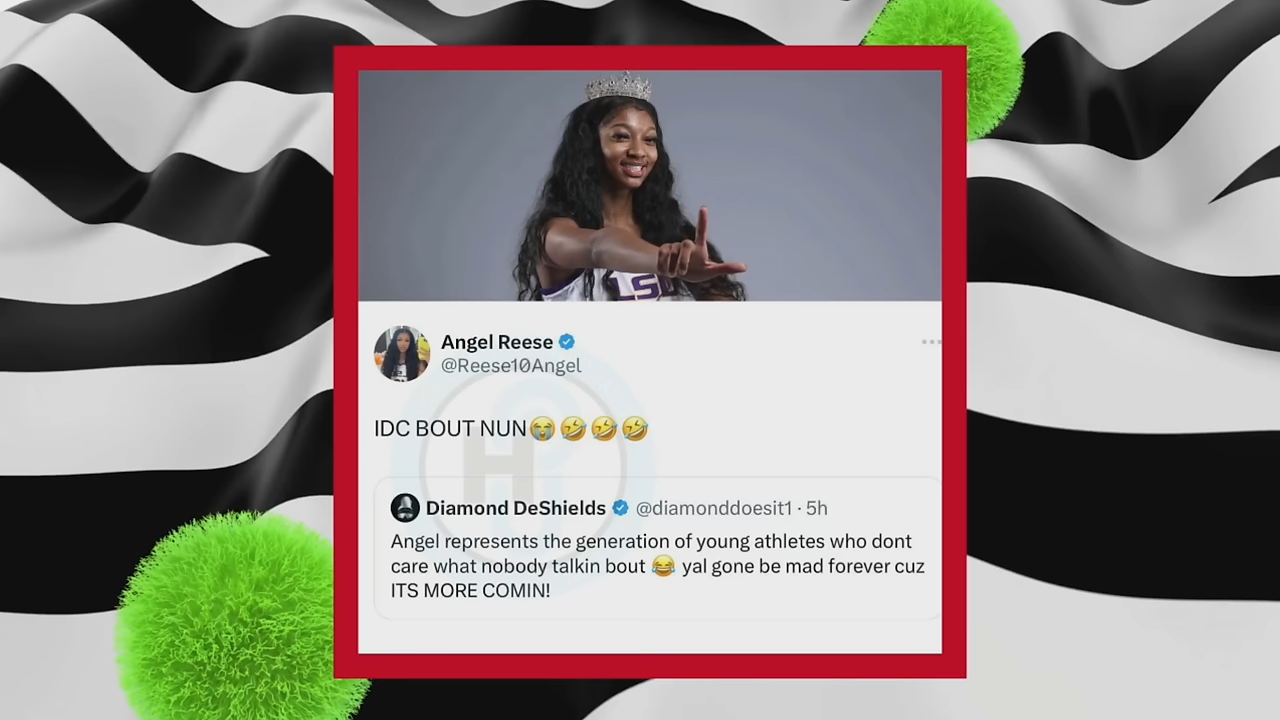 LSU
Angel Reese
@Reese10Angel
IDC BOUT NUN😭🤣🤣🤣
Diamond DeShields @diamonddoesit1 · 5h
Angel represents the generation of young athletes who dont
care what nobody talkin bout 😂 yal gone be mad forever cuz
ITS MORE COMIN!
H